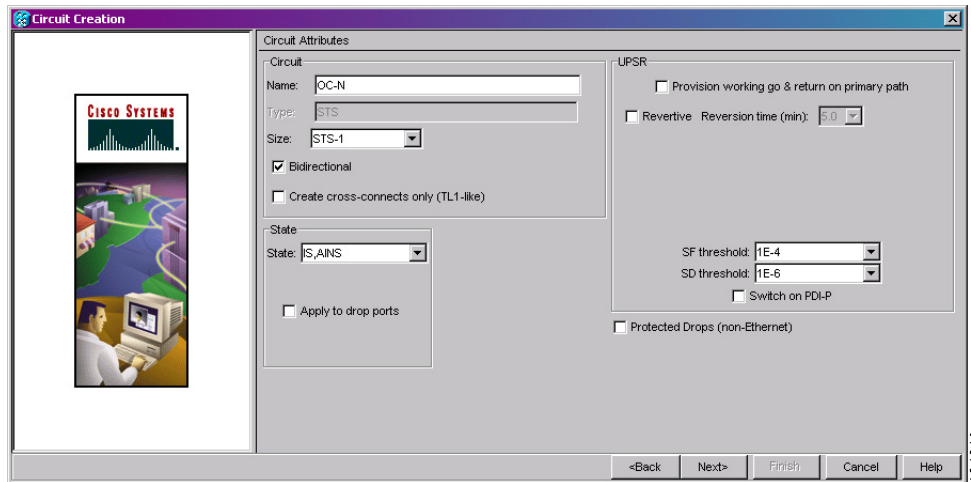 Circuit Creation
Circuit Attributes
CISCO SYSTEMS
Circuit
Name: OC-N
Type: STS
Size: STS-1
Bidirectional
Create cross-connects only (TL1-like)
State
State: IS,AINS
Apply to drop ports
UPSR
Provision working go & return on primary path
Revertive Reversion time (min): 5.0
SF threshold: 1E-4
SD threshold: 1E-6
Switch on PDI-P
Protected Drops (non-Ethernet)
<Back Next> Finish Cancel Help